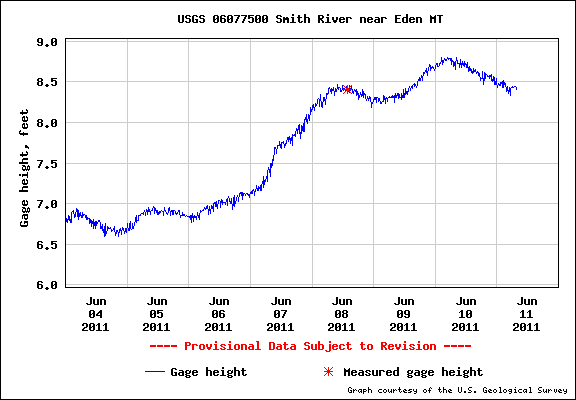 USGS 06077500 Smith River near Eden MT
Gage height, feet
9.0
8.5
8.0
7.5
7.0
6.5
6.0
Jun Jun Jun Jun Jun Jun Jun Jun
04 05 06 07 08 09 10 11
2011 2011 2011 2011 2011 2011 2011 2011
---- Provisional Data Subject to Revision ----
Gage height Measured gage height
Graph courtesy of the U.S. Geological Survey